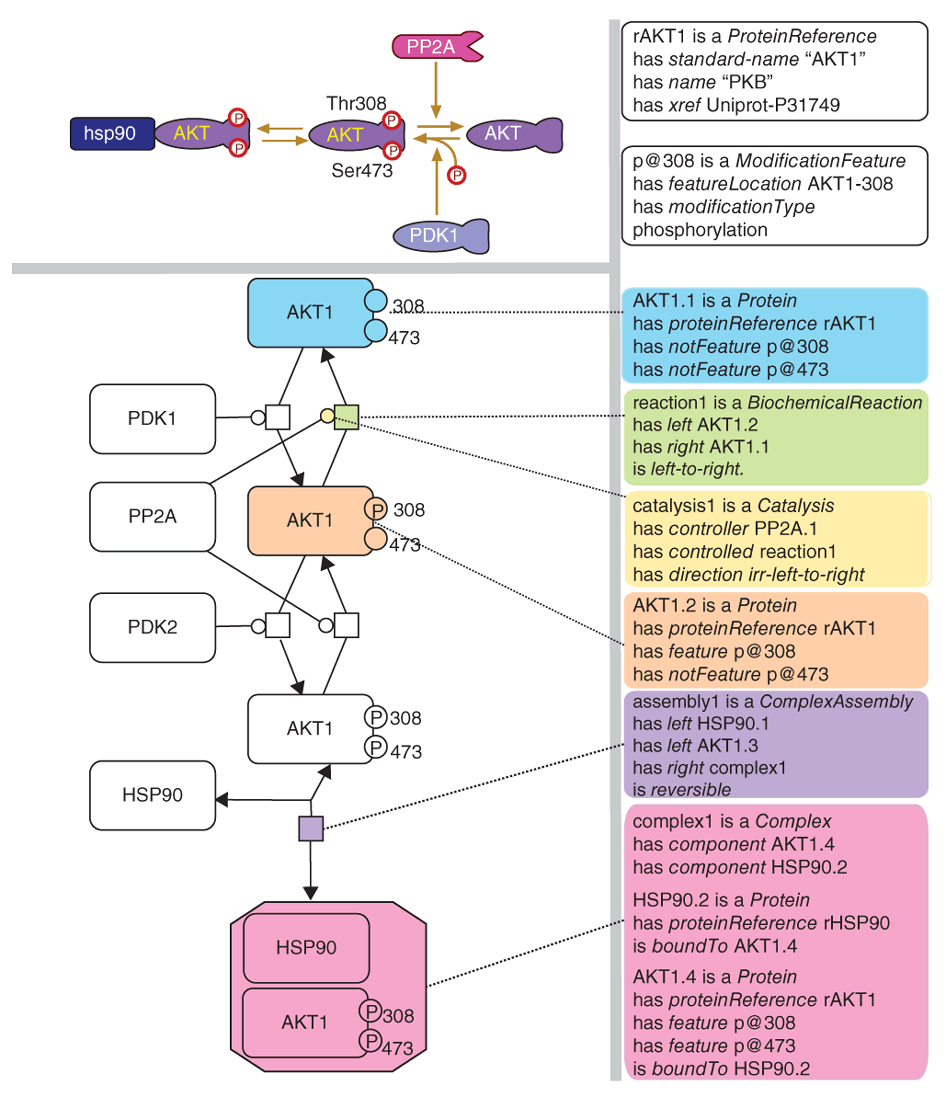 PP2A
Thr308
hsp90
AKT
P
P
AKT
P
P
AKT
Ser473
P
PDK1
rAKT1 is a ProteinReference
has standard-name “AKT1”
has name “PKB”
has xref Uniprot-P31749
p@308 is a ModificationFeature
has featureLocation AKT1-308
has modificationType
phosphorylation
AKT1
308
473
PDK1
PP2A
AKT1
P
308
473
PDK2
AKT1
P
308
P
473
HSP90
HSP90
AKT1
P
308
P
473
AKT1.1 is a Protein
has proteinReference rAKT1
has notFeature p@308
has notFeature p@473
reaction1 is a BiochemicalReaction
has left AKT1.2
has right AKT1.1
is left-to-right.
catalysis1 is a Catalysis
has controller PP2A.1
has controlled reaction1
has direction irr-left-to-right
AKT1.2 is a Protein
has proteinReference rAKT1
has feature p@308
has notFeature p@473
assembly1 is a ComplexAssembly
has left HSP90.1
has left AKT1.3
has right complex1
is reversible
complex1 is a Complex
has component AKT1.4
has component HSP90.2
HSP90.2 is a Protein
has proteinReference rHSP90
is boundTo AKT1.4
AKT1.4 is a Protein
has proteinReference rAKT1
has feature p@308
has feature p@473
is boundTo HSP90.2